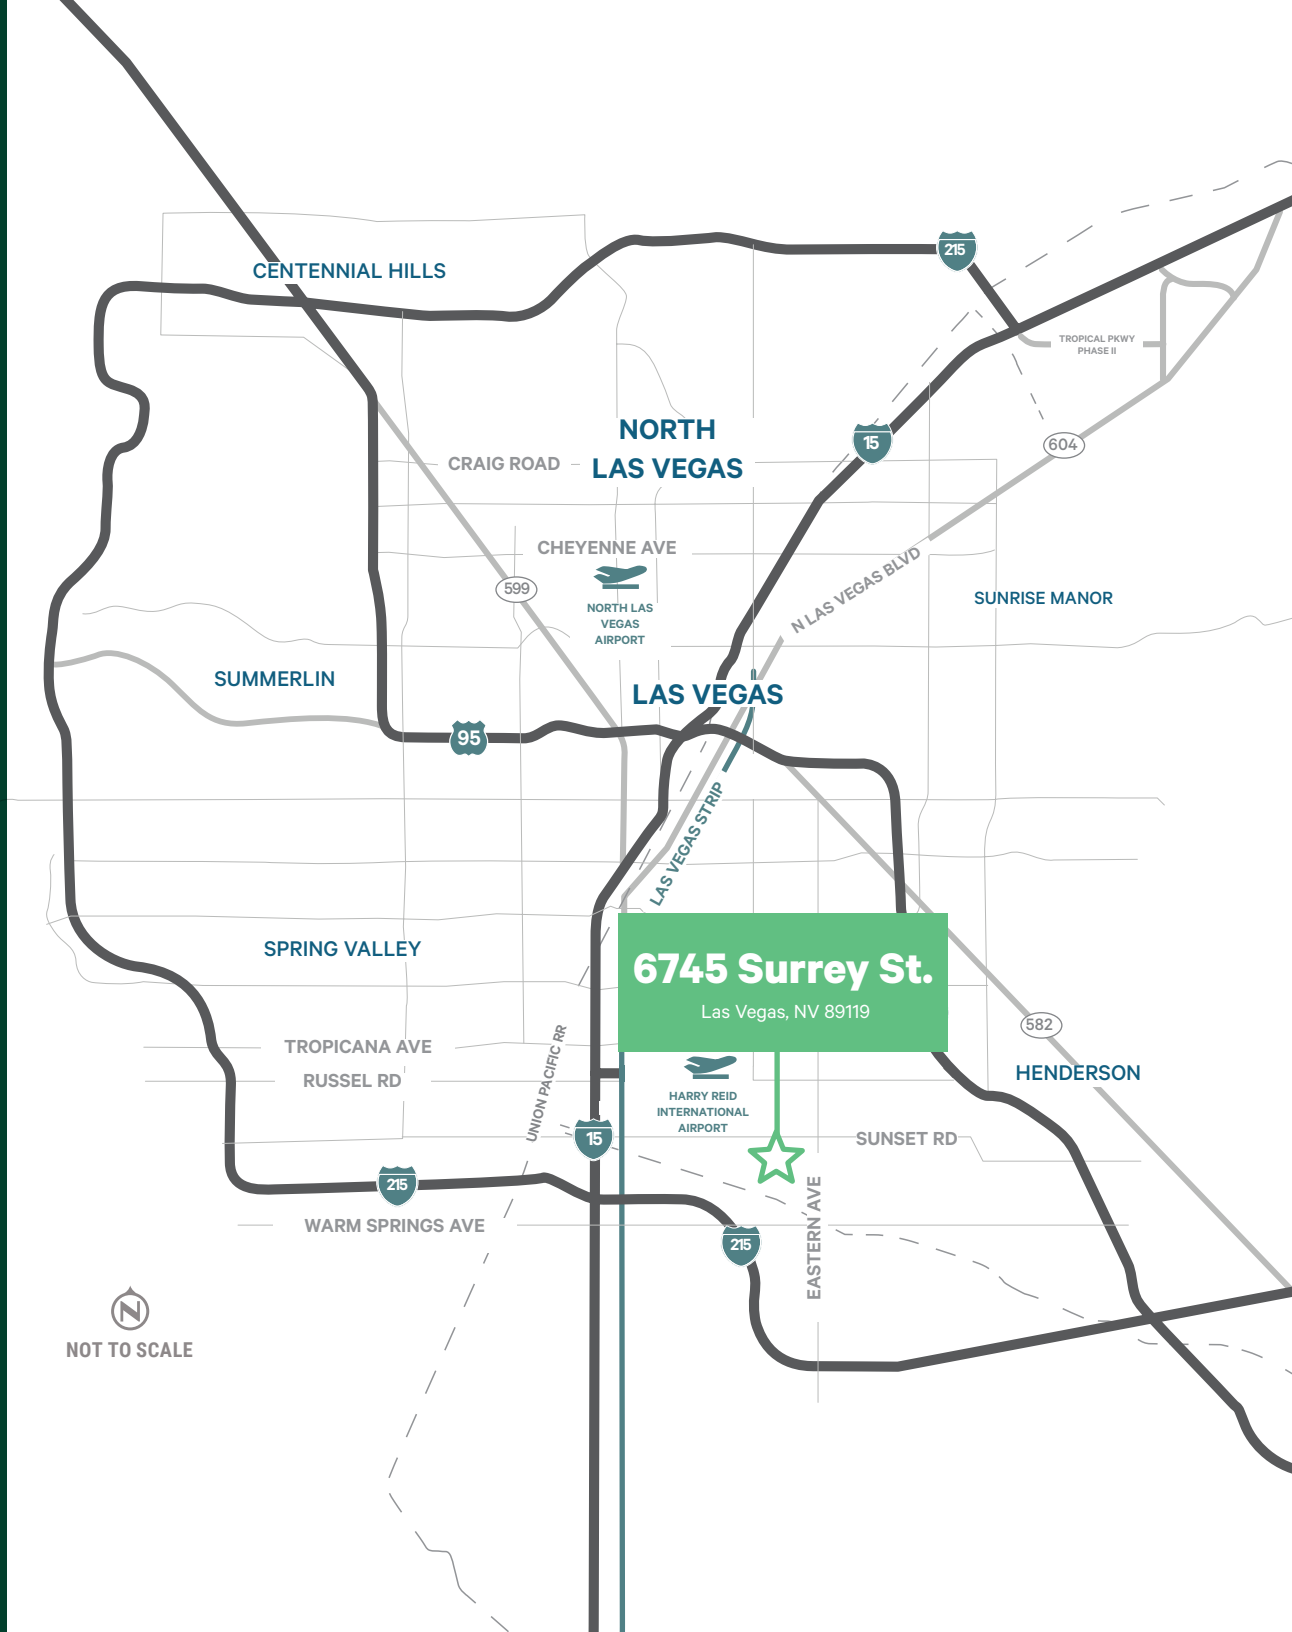 215
CENTENNIAL HILLS
TROPICAL PKWY
PHASE II
NORTH
LAS VEGAS
15
604
CRAIG ROAD
CHEYENNE AVE
599
N LAS VEGAS BLVD
NORTH LAS
VEGAS
AIRPORT
SUNRISE MANOR
SUMMERLIN
LAS VEGAS
95
LAS VEGAS STRIP
SPRING VALLEY
6745 Surrey St.
Las Vegas, NV 89119
582
TROPICANA AVE
RUSSEL RD
UNION PACIFIC RR
HENDERSON
HARRY REID
INTERNATIONAL
AIRPORT
15
SUNSET RD
215
WARM SPRINGS AVE
215
EASTERN AVE
N
NOT TO SCALE